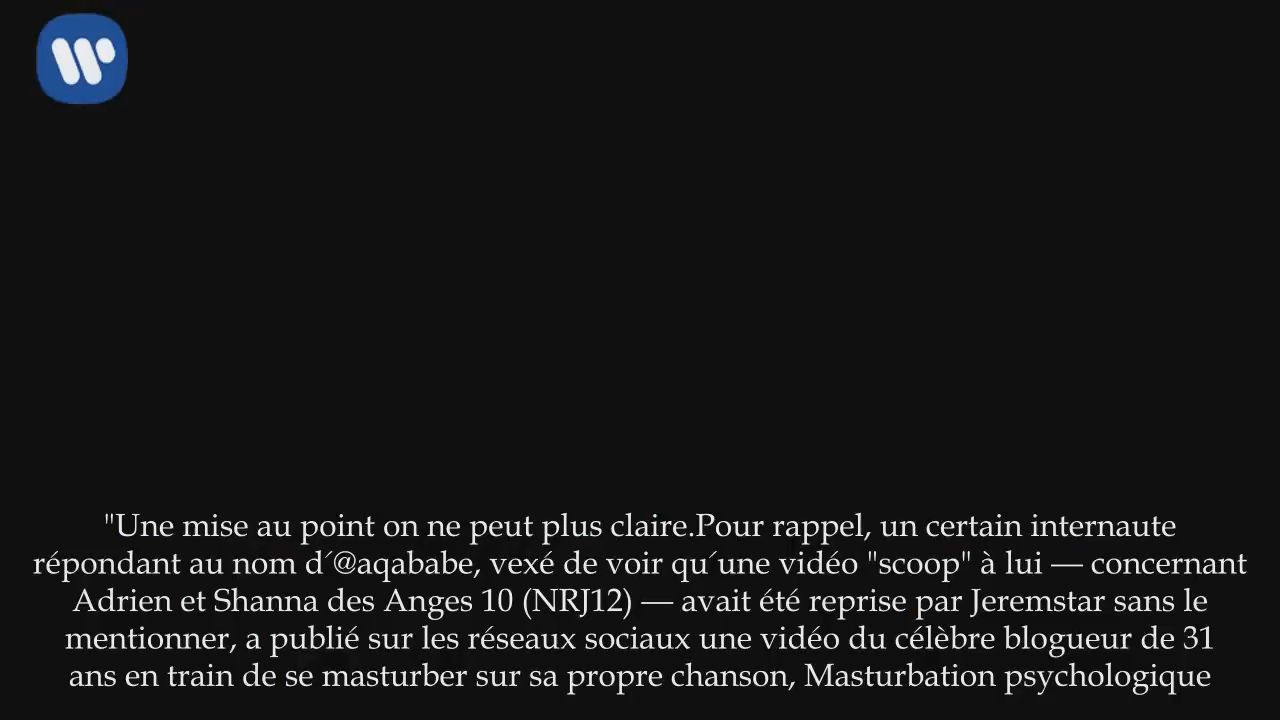 "Une mise au point on ne peut plus claire.Pour rappel, un certain internaute
répondant au nom d´@aqababe, vexé de voir qu´une vidéo "scoop" à lui — concernant
Adrien et Shanna des Anges 10 (NRJ12) — avait été reprise par Jeremstar sans le
mentionner, a publié sur les réseaux sociaux une vidéo du célèbre blogueur de 31
ans en train de se masturber sur sa propre chanson, Masturbation psychologique